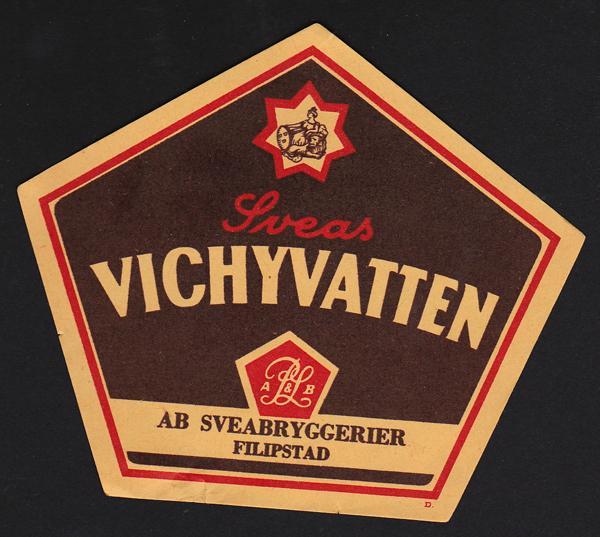 Sveas
VICHYVATTEN
A P&L B
AB SVEABRYGGERIER
FILIPSTAD
D.